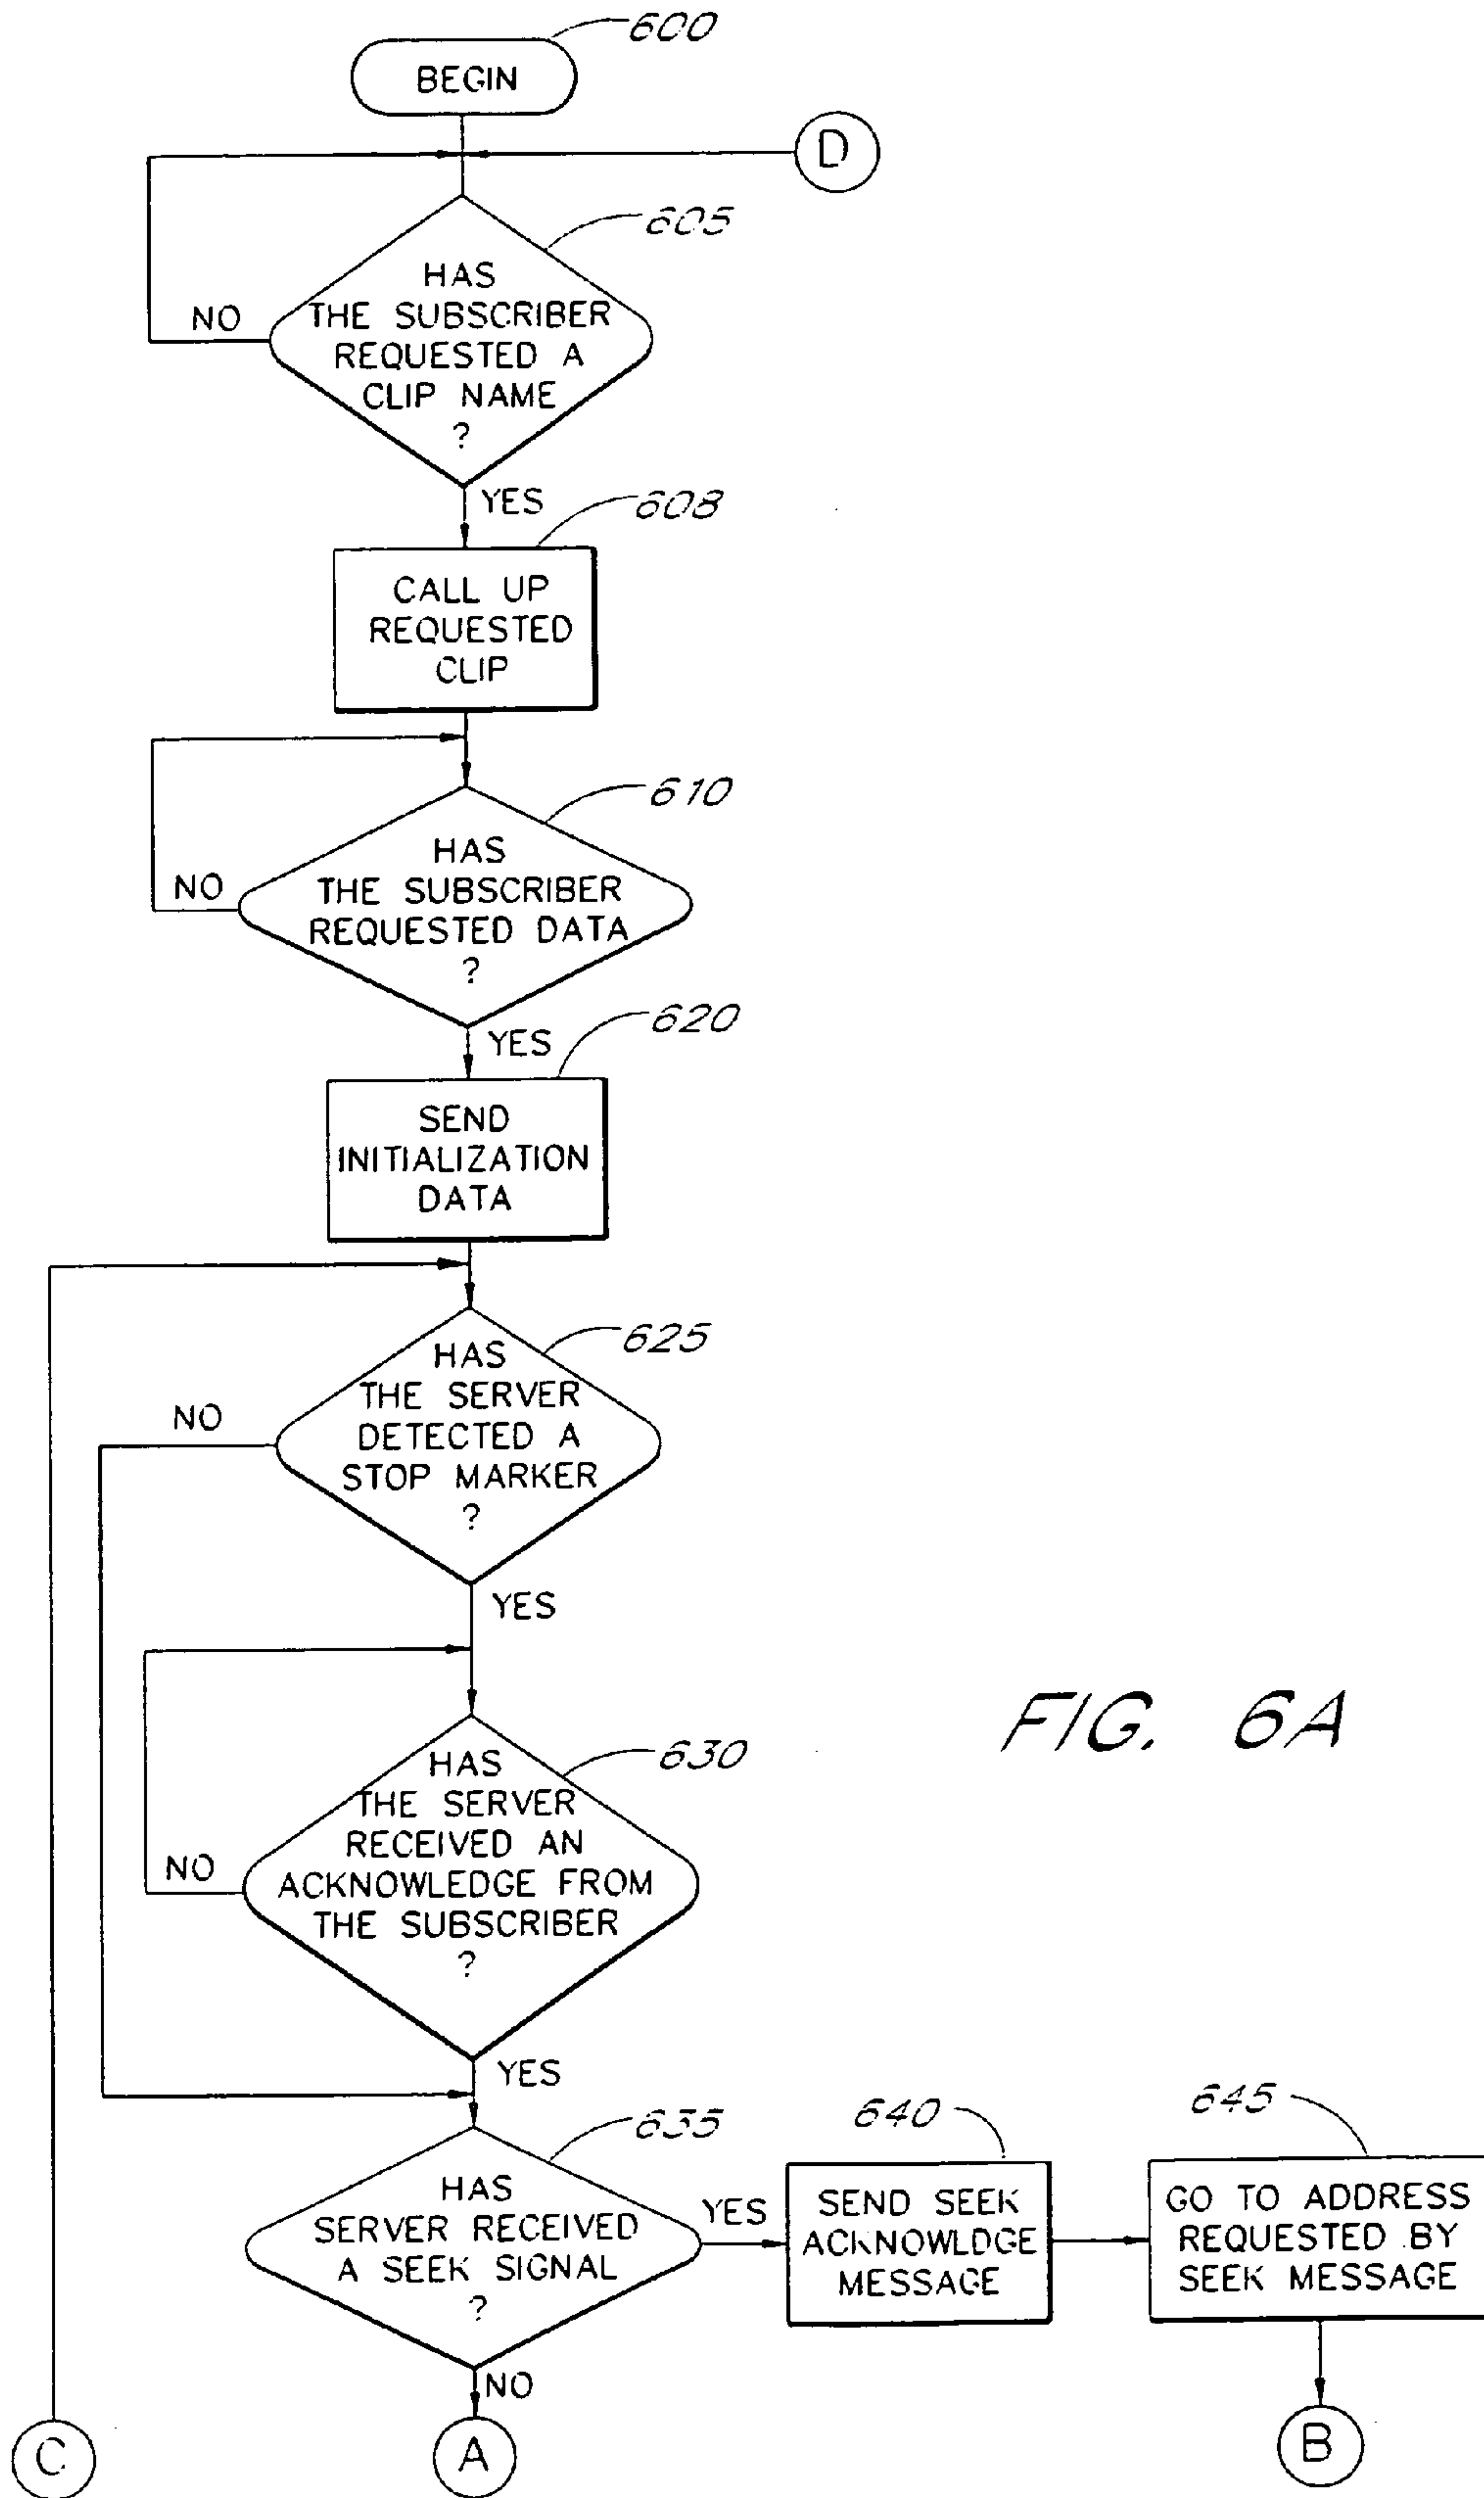 600
BEGIN
D
605
HAS
THE SUBSCRIBER
REQUESTED A
CLIP NAME
?
NO
YES
608
CALL UP
REQUESTED
CLIP
610
HAS
THE SUBSCRIBER
REQUESTED DATA
?
NO
YES
620
SEND
INITIALIZATION
DATA
625
HAS
THE SERVER
DETECTED A
STOP MARKER
?
NO
YES
630
HAS
THE SERVER
RECEIVED AN
ACKNOWLEDGE FROM
THE SUBSCRIBER
?
NO
YES
FIG. 6A
635
HAS
SERVER RECEIVED
A SEEK SIGNAL
?
YES
NO
640
SEND SEEK
ACKNOWLDGE
MESSAGE
645
GO TO ADDRESS
REQUESTED BY
SEEK MESSAGE
C
A
B